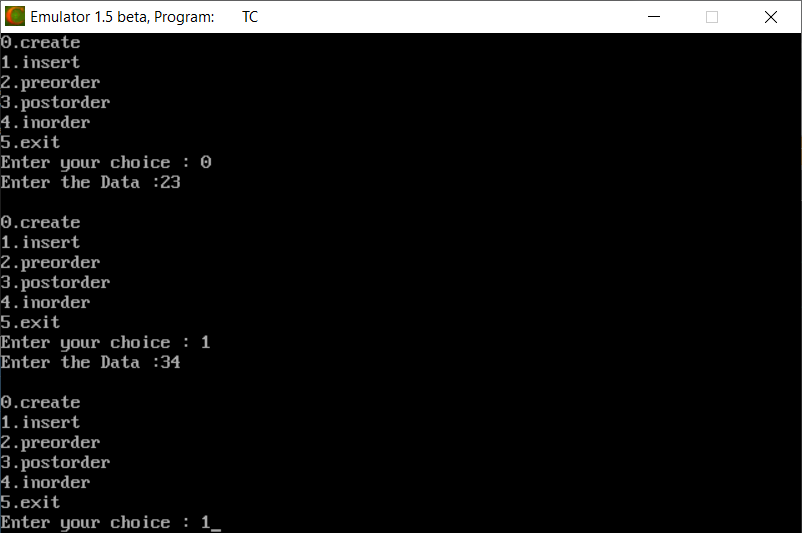 Emulator 1.5 beta, Program: TC
0.create
1.insert
2.preorder
3.postorder
4.inorder
5.exit
Enter your choice : 0
Enter the Data :23
0.create
1.insert
2.preorder
3.postorder
4.inorder
5.exit
Enter your choice : 1
Enter the Data :34
0.create
1.insert
2.preorder
3.postorder
4.inorder
5.exit
Enter your choice : 1_